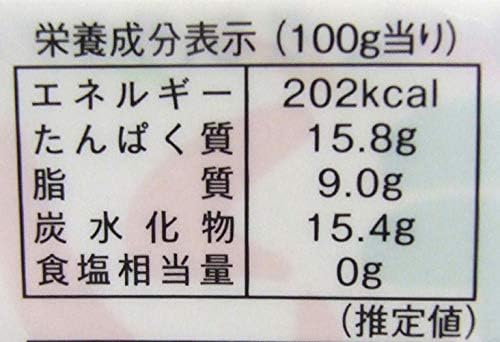 栄養成分表示(100g当り)
エネルギー 202kcal
たんぱく質 15.8g
脂質 9.0g
炭水化物 15.4g
食塩相当量 0g
(推定値)